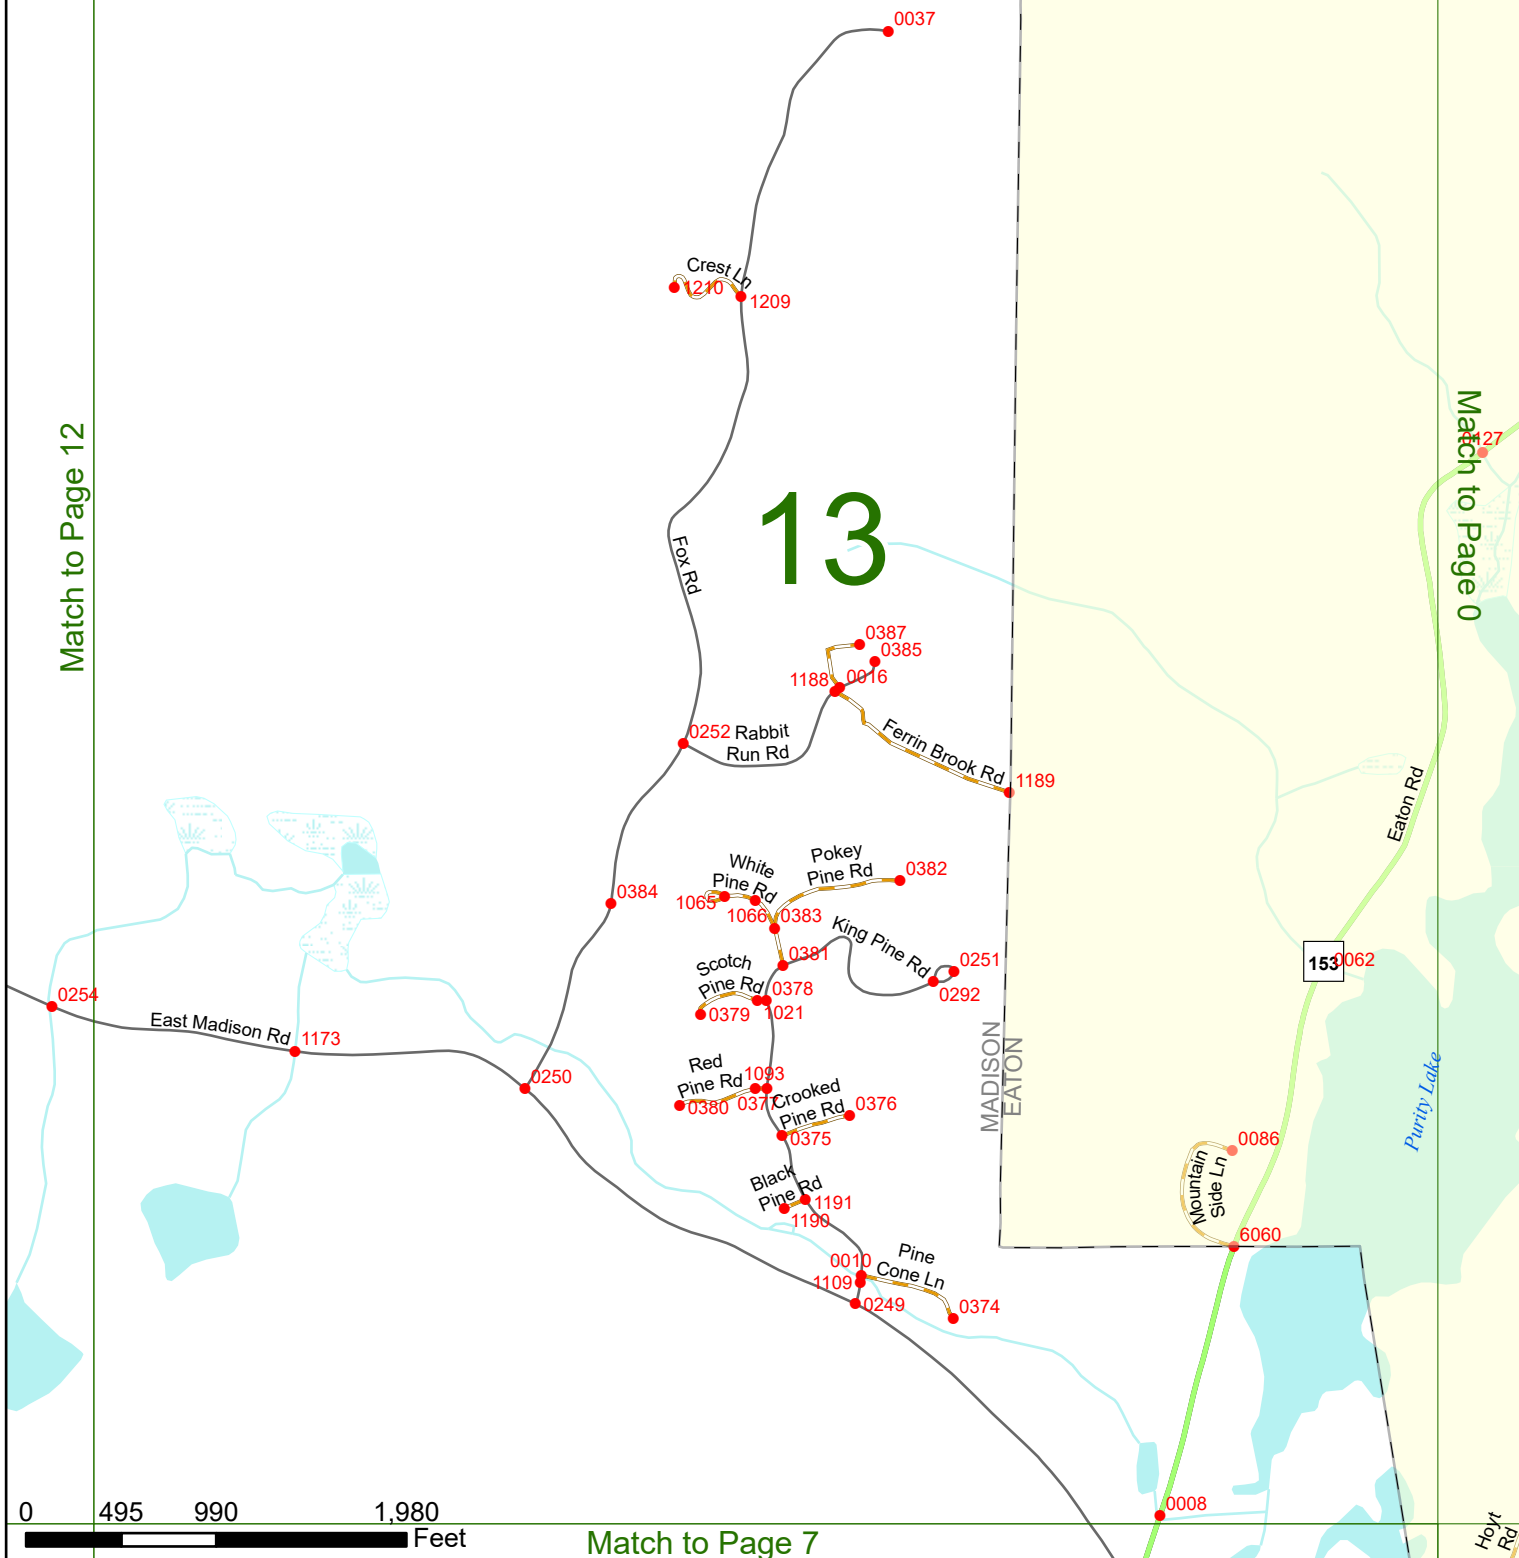 0037
Crest Ln
1210
1209
Match to Page 12
13
Match to Page 0
0127
Fox Rd
0387
0385
1188
0016
0252
Rabbit
Run Rd
Ferrin Brook Rd
1189
Eaton Rd
White
Pine Rd
Pokey
Pine Rd
0382
0384
1065
1066
0383
King Pine Rd
0381
0251
0292
Scotch
Pine Rd
0378
0379
1021
153
0062
0254
East Madison Rd
1173
0250
MADISON
EATON
Purity Lake
Red
Pine Rd
1093
0380
0377
Crooked
Pine Rd
0376
0375
0086
Mountain
Side Ln
Black
Pine Rd
1191
1190
6060
Pine
Cone Ln
0010
1109
0249
0374
0008
0
495
990
1,980
Feet
Match to Page 7
Hoyt
Rd